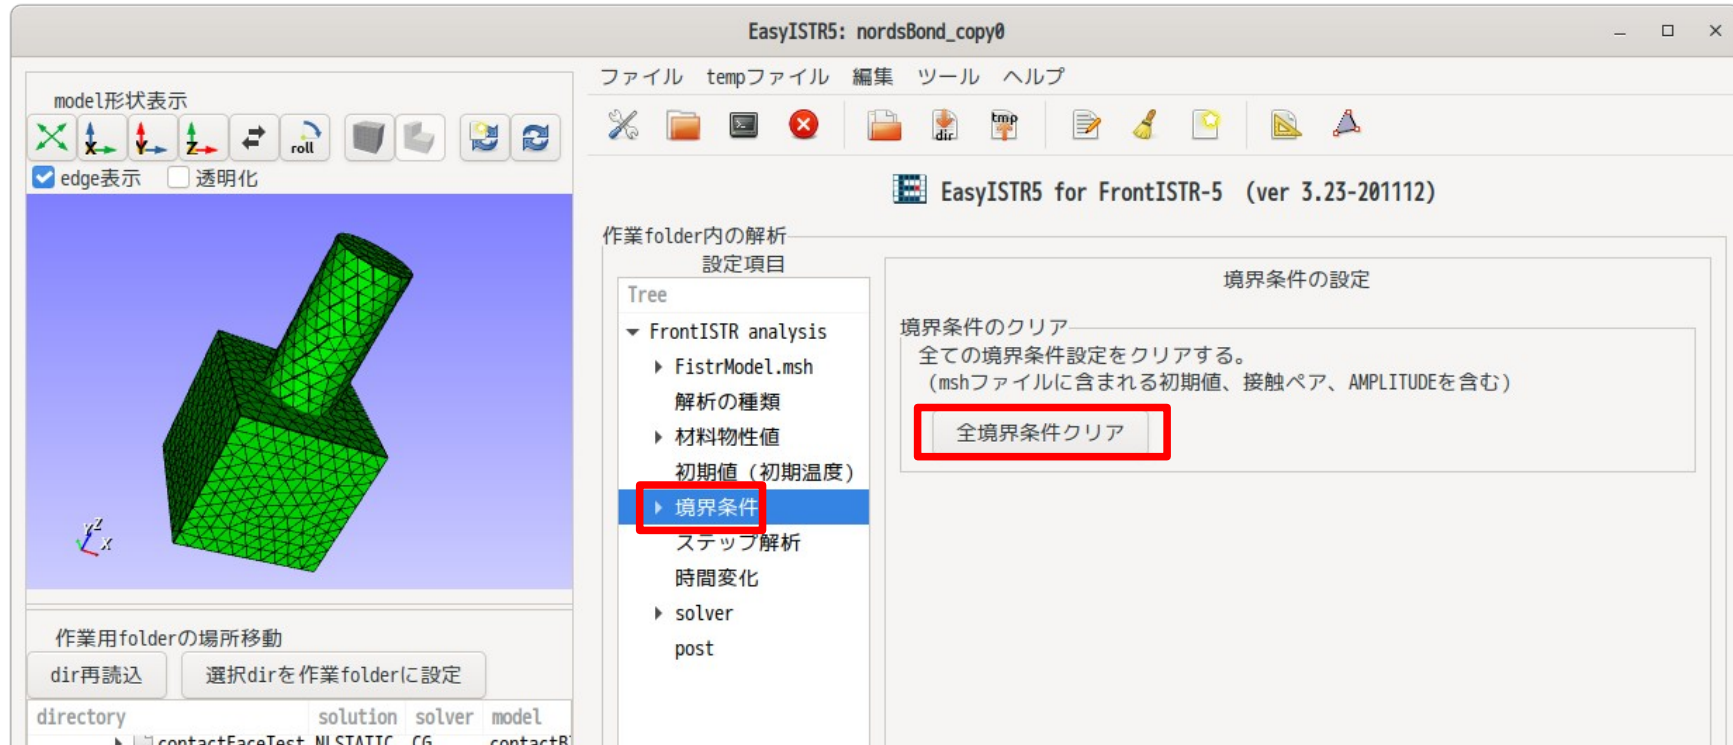 EasyISTR5: nordsBond_copy0
model形状表示
X Y Z roll
edge表示 透明化
Z
Y X
作業用folderの場所移動
dir再読込 選択dirを作業folderに設定
directory solution solver model
contactFaceTest NLSTATIC CG
ファイル tempファイル 編集 ツール ヘルプ
dir tmp
EasyISTR5 for FrontISTR-5 (ver 3.23-201112)
作業folder内の解析
設定項目
Tree
FrontISTR analysis
FistrModel.msh
解析の種類
材料物性値
初期値 (初期温度)
境界条件
ステップ解析
時間変化
solver
post
境界条件の設定
境界条件のクリア
全ての境界条件設定をクリアする。
(mshファイルに含まれる初期値、接触ペア、AMPLITUDEを含む)
全境界条件クリア